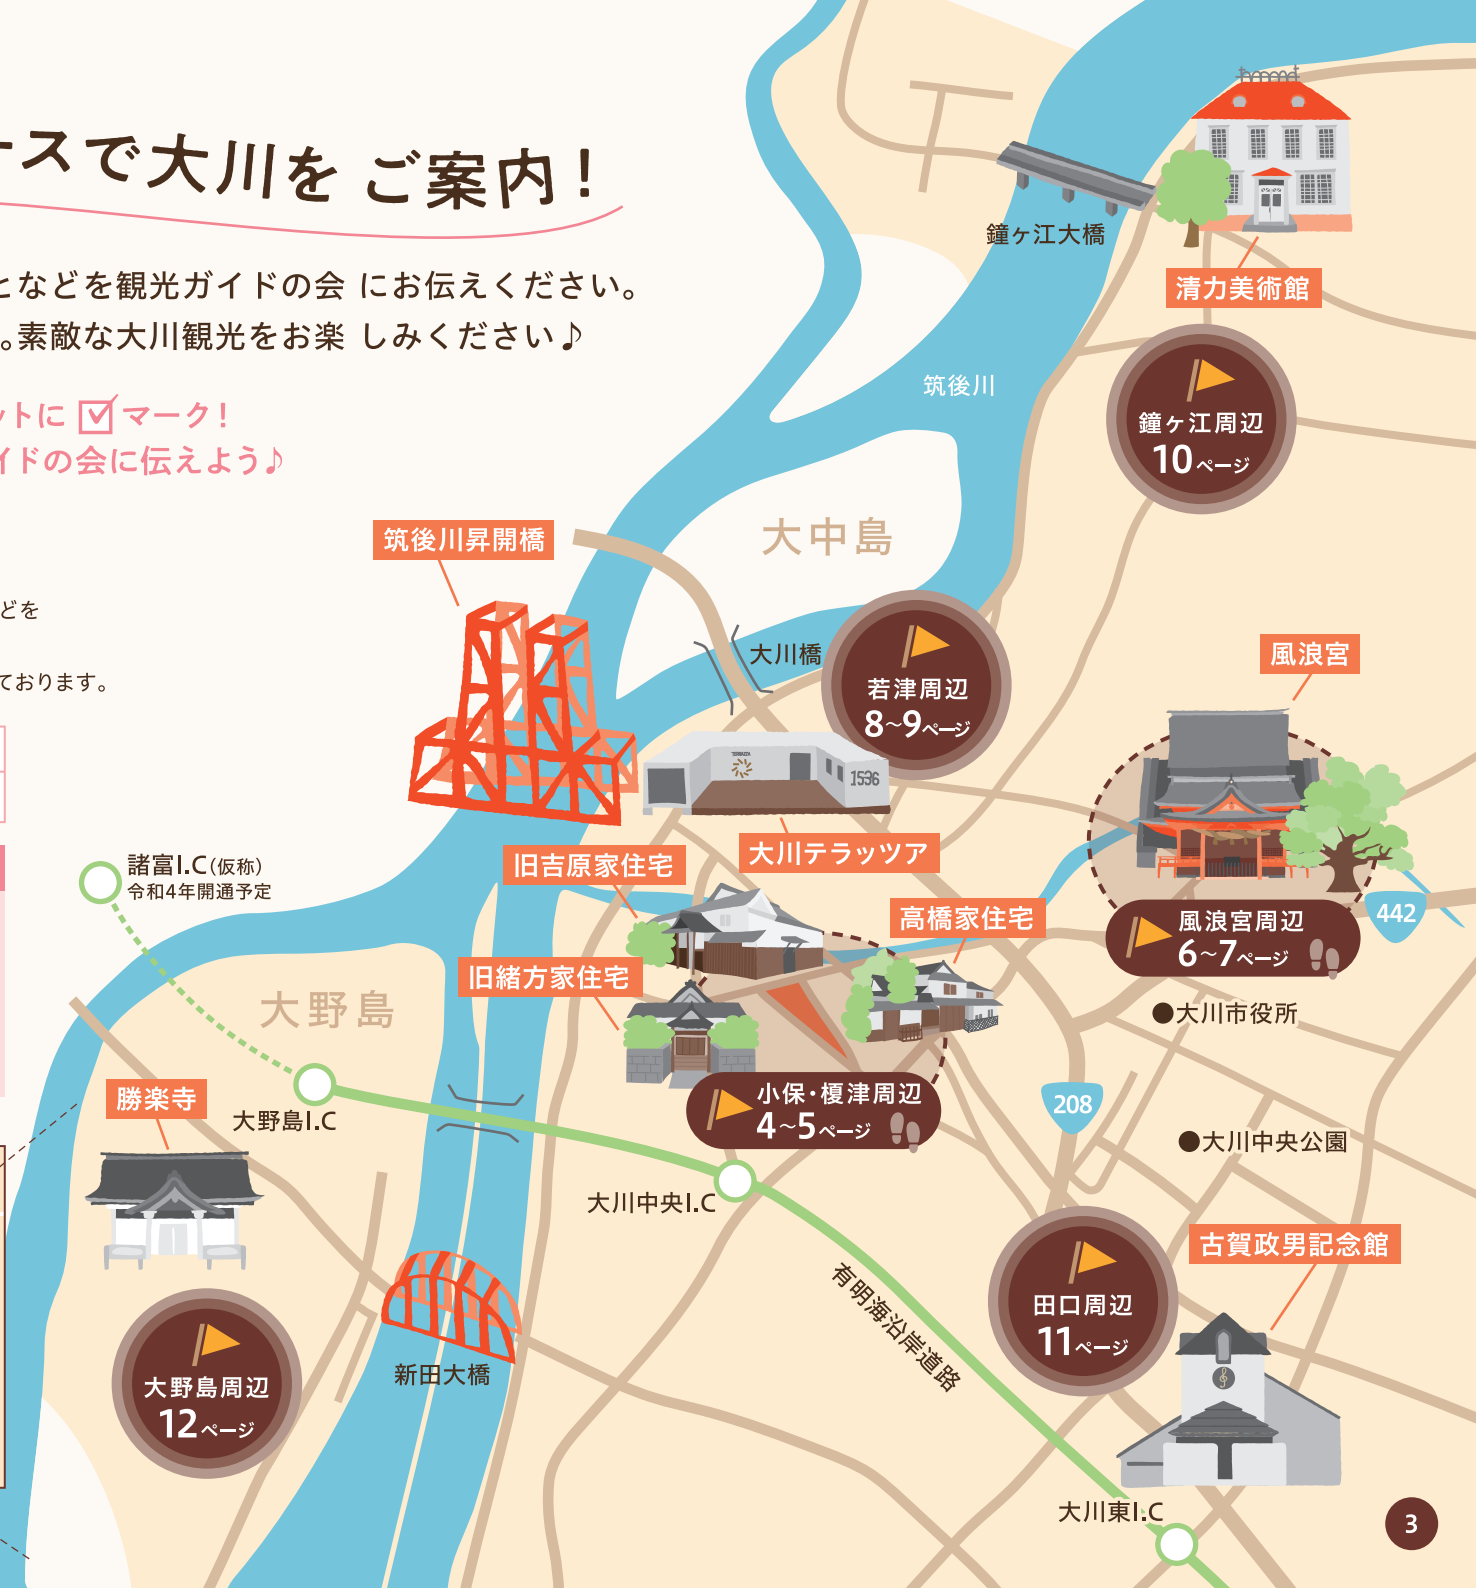 ースで大川を ご案内！
となどを観光ガイドの会 にお伝えください。
。素敵な大川観光をお楽 しみください♪
ットに ☑ マーク！
イドの会に伝えよう♪
どを
ております。
鐘ヶ江大橋
清力美術館
筑後川
鐘ヶ江周辺
10ページ
筑後川昇開橋
大中島
大川橋
若津周辺
8〜9ページ
風浪宮
TERRAZZA
1536
大川テラッツア
旧吉原家住宅
諸富I.C(仮称)
令和4年開通予定
高橋家住宅
442
風浪宮周辺
6〜7ページ
旧緒方家住宅
大野島
●大川市役所
勝楽寺
大野島I.C
小保・榎津周辺
4〜5ページ
208
●大川中央公園
大川中央I.C
古賀政男記念館
有明海沿岸道路
田口周辺
11ページ
新田大橋
大野島周辺
12ページ
大川東I.C
3